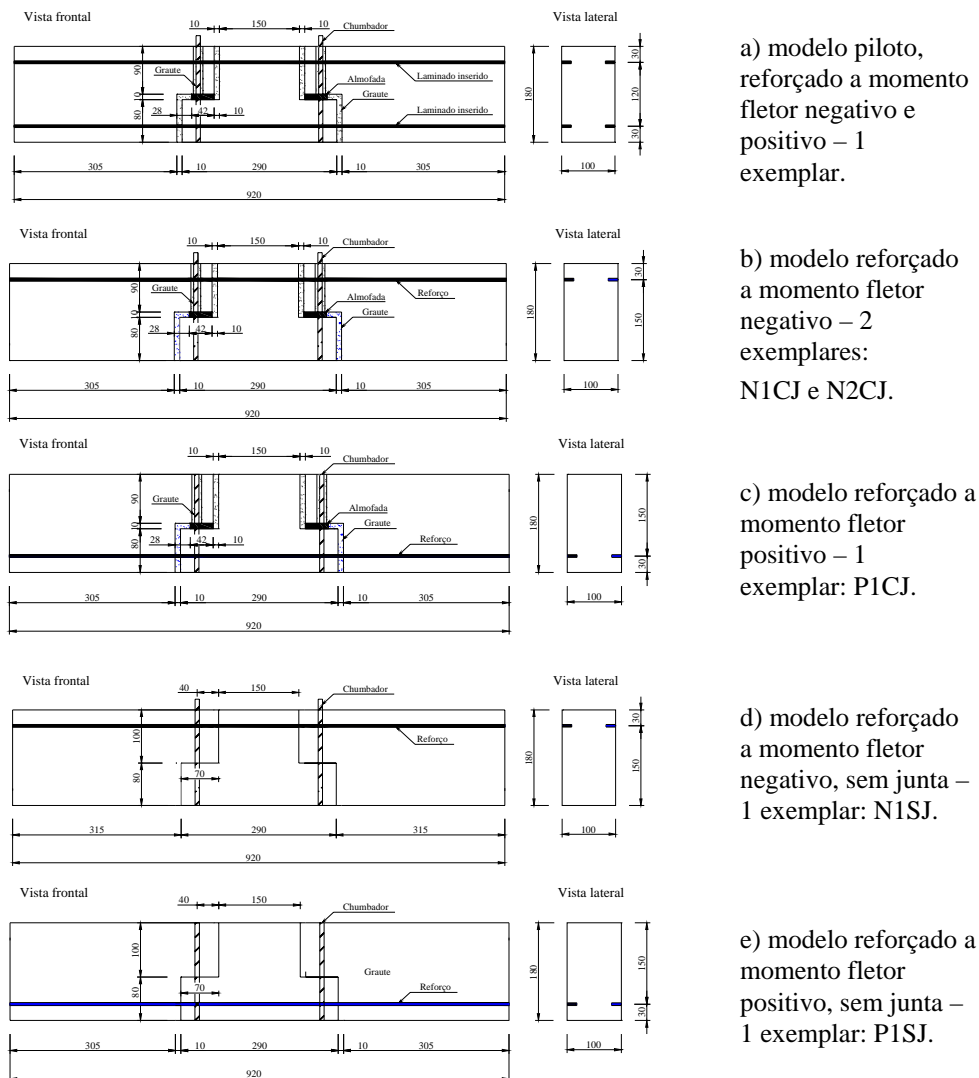 Vista frontal
10 150 10
Chumbador
Vista lateral
Graute
Laminado inserido
Almofada
Graute
Laminado inserido
90
10
80
28 42 10
180
30
120
30
305 10 290 10 305
100
920
a) modelo piloto,
reforçado a momento
fletor negativo e
positivo – 1
exemplar.
Vista frontal
10 150 10
Chumbador
Vista lateral
Graute
Reforço
Almofada
Graute
90
10
80
28 42 10
180
30
150
305 10 290 10 305
100
920
b) modelo reforçado
a momento fletor
negativo – 2
exemplares:
N1CJ e N2CJ.
Vista frontal
10 150 10
Chumbador
Vista lateral
Graute
Almofada
Graute
Reforço
90
10
80
28 42 10
180
150
30
305 10 290 10 305
100
920
c) modelo reforçado a
momento fletor
positivo – 1
exemplar: P1CJ.
Vista frontal
40 150
Chumbador
Vista lateral
Reforço
100
80
70
180
30
150
315 290 315
100
920
d) modelo reforçado
a momento fletor
negativo, sem junta –
1 exemplar: N1SJ.
Vista frontal
40 150
Chumbador
Vista lateral
Graute
Reforço
100
80
70
180
150
30
305 10 290 10 305
100
920
e) modelo reforçado a
momento fletor
positivo, sem junta –
1 exemplar: P1SJ.